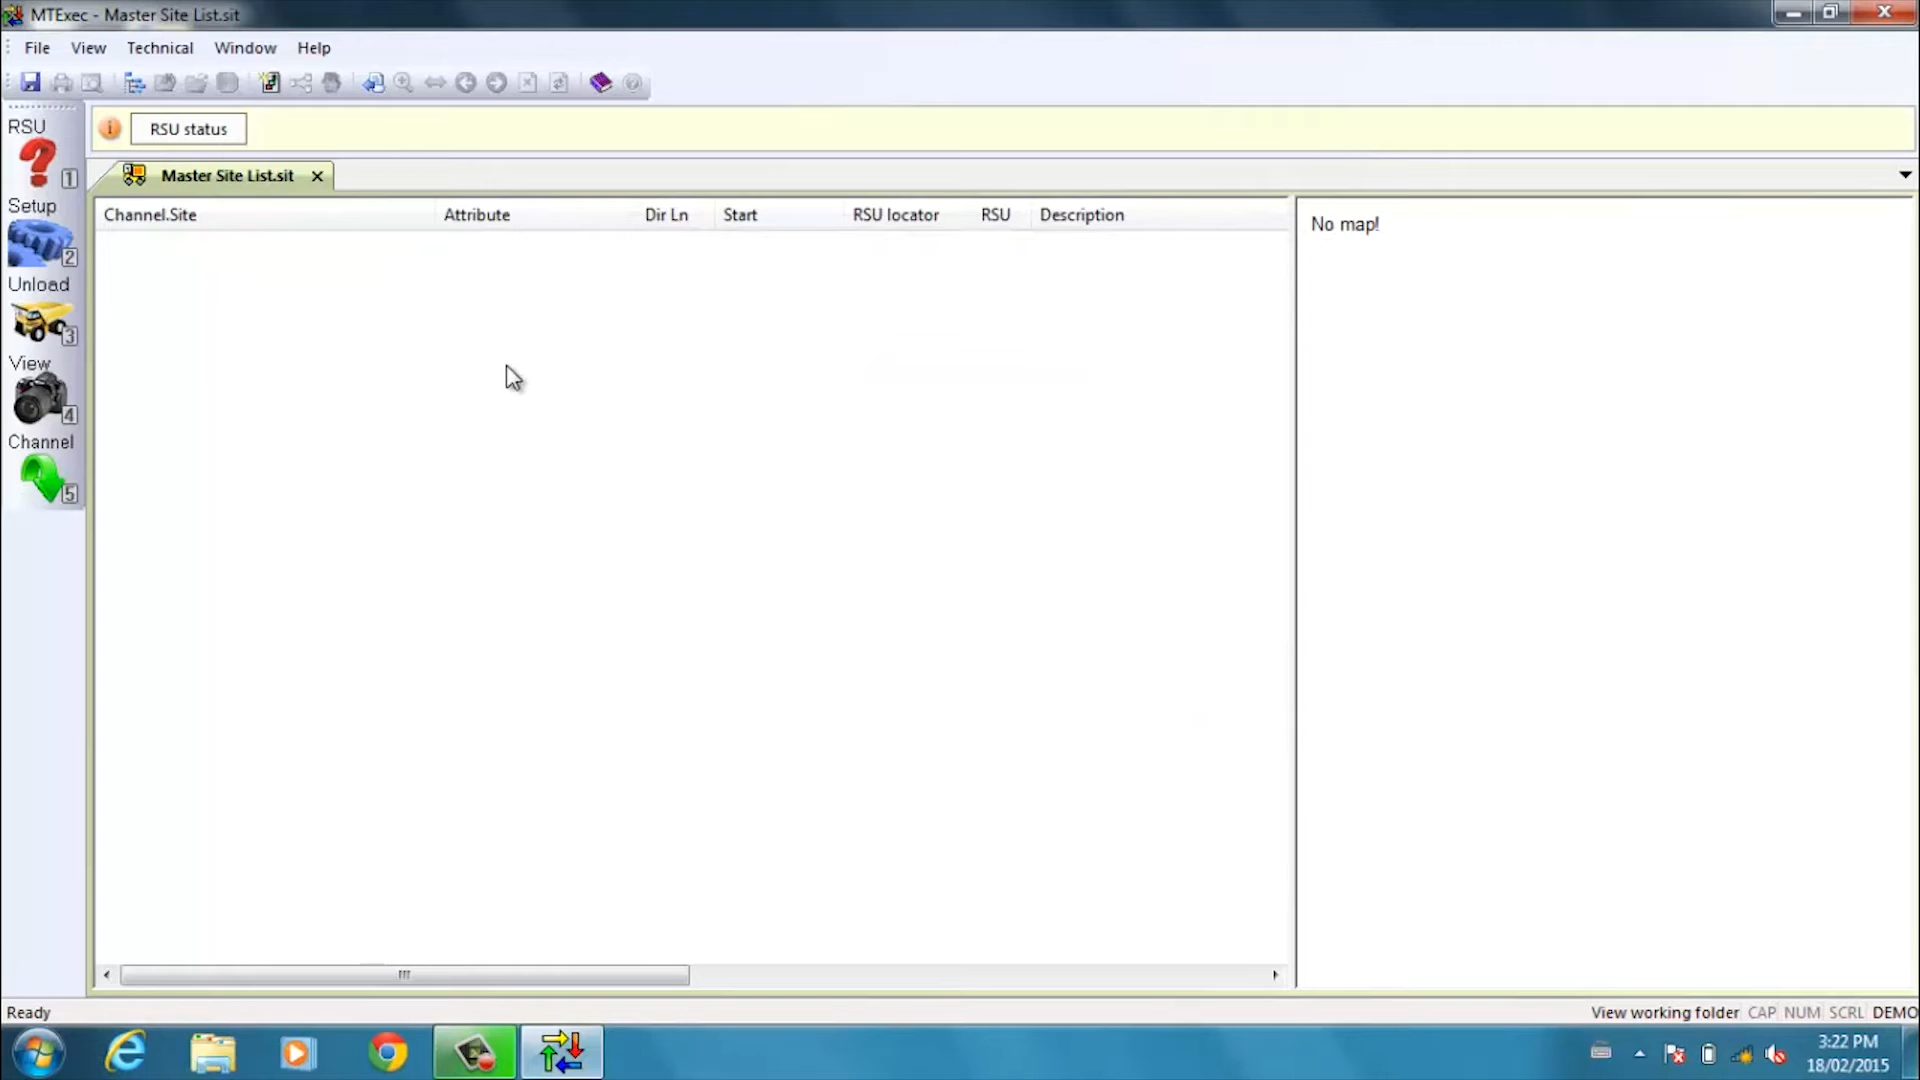 MTExec - Master Site List.sit
File View Technical Window Help
RSU
1
Setup
2
Unload
3
View
4
Channel
5
RSU status
Master Site List.sit
Channel.Site Attribute Dir Ln Start RSU locator RSU Description
No map!
Ready
View working folder CAP NUM SCRL DEMO
3:22 PM
18/02/2015